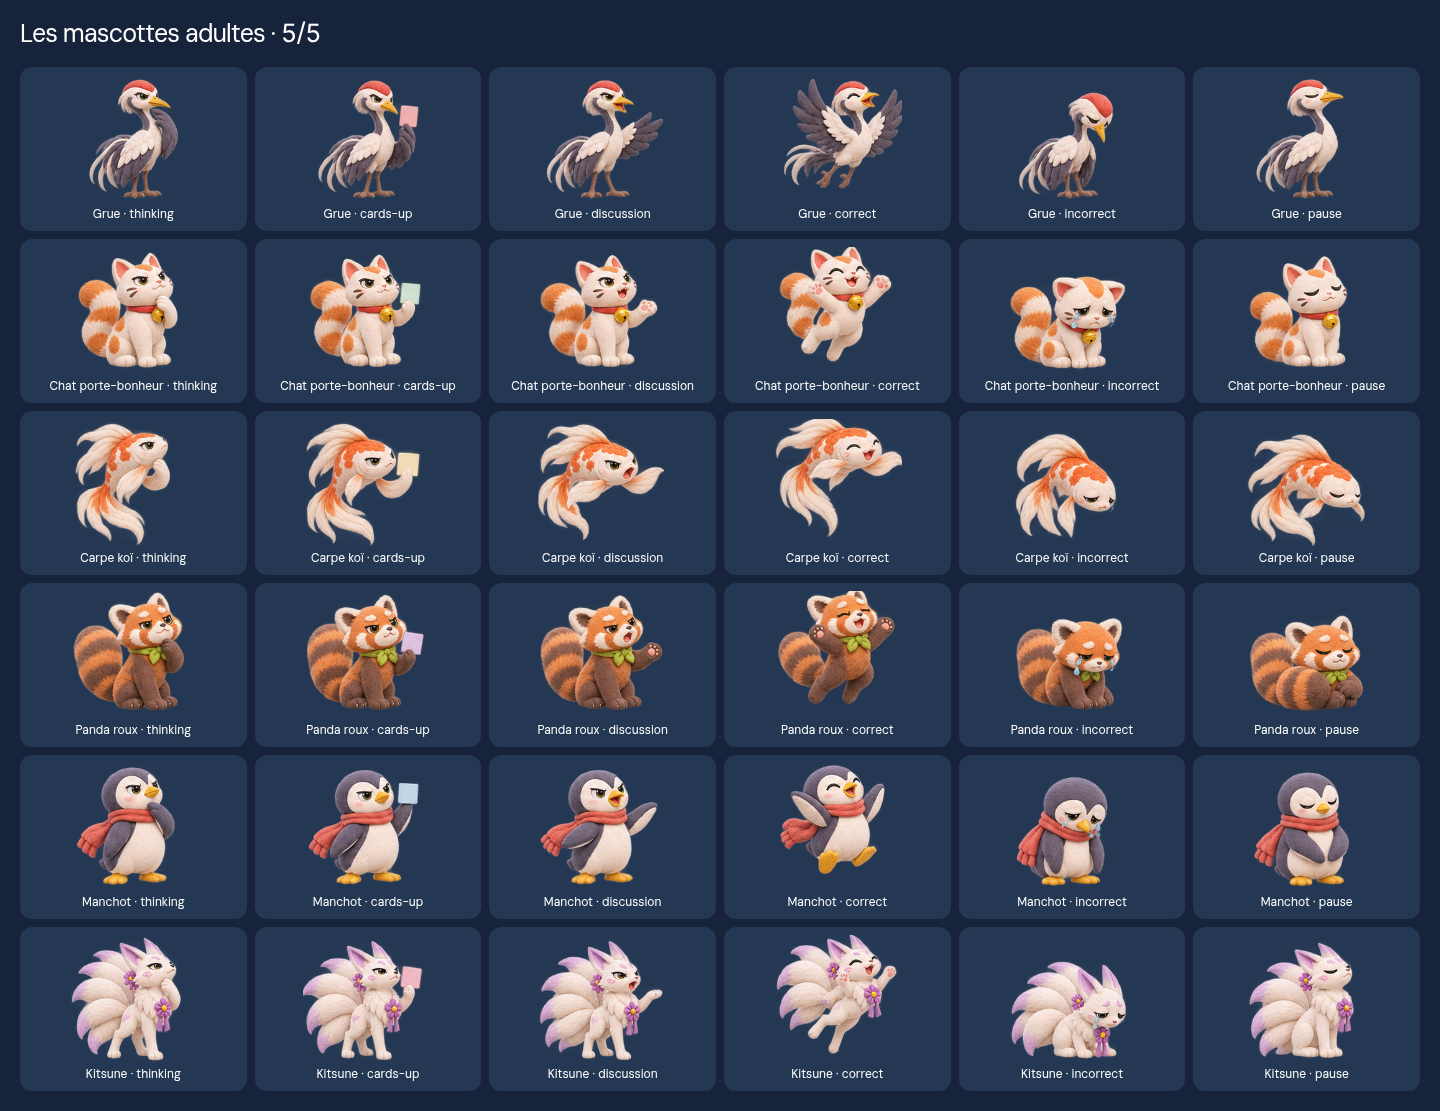 Les mascottes adultes · 5/5
Grue · thinking
Grue · cards-up
Grue · discussion
Grue · correct
Grue · incorrect
Grue · pause
Chat porte-bonheur · thinking
Chat porte-bonheur · cards-up
Chat porte-bonheur · discussion
Chat porte-bonheur · correct
Chat porte-bonheur · incorrect
Chat porte-bonheur · pause
Carpe koï · thinking
Carpe koï · cards-up
Carpe koï · discussion
Carpe koï · correct
Carpe koï · incorrect
Carpe koï · pause
Panda roux · thinking
Panda roux · cards-up
Panda roux · discussion
Panda roux · correct
Panda roux · incorrect
Panda roux · pause
Manchot · thinking
Manchot · cards-up
Manchot · discussion
Manchot · correct
Manchot · incorrect
Manchot · pause
Kitsune · thinking
Kitsune · cards-up
Kitsune · discussion
Kitsune · correct
Kitsune · incorrect
Kitsune · pause